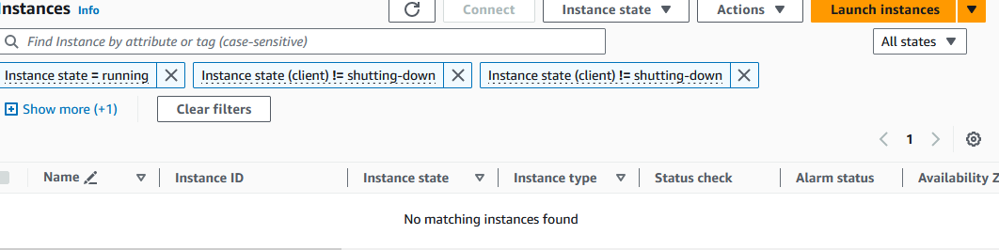 Instances Info Connect Instance state Actions Launch instances
Find Instance by attribute or tag (case-sensitive) All states
Instance state = running Instance state (client) != shutting-down Instance state (client) != shutting-down
Show more (+1) Clear filters
1
Name Instance ID Instance state Instance type Status check Alarm status Availability Z
No matching instances found